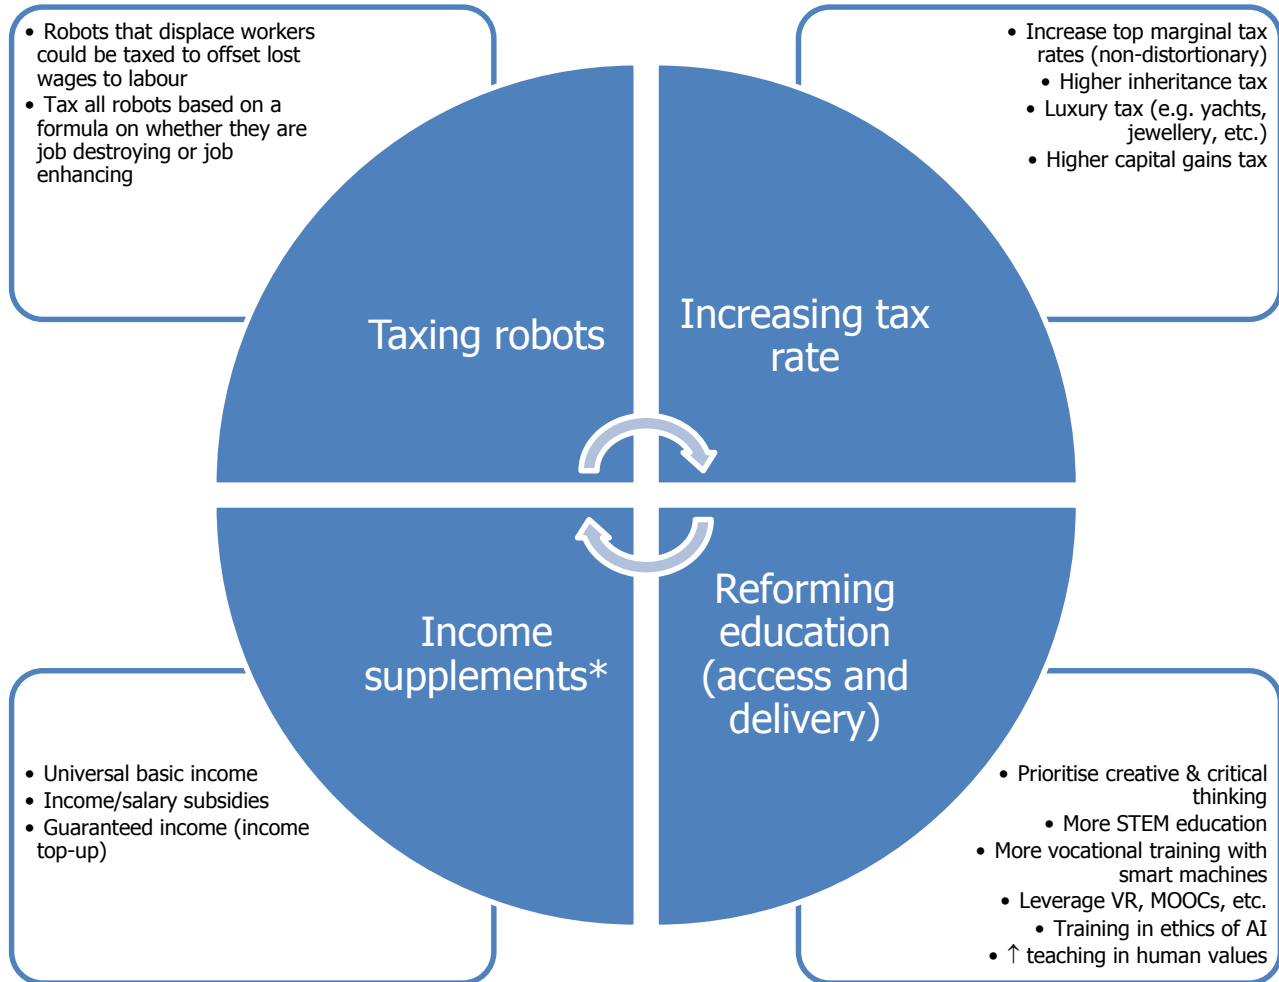 • Robots that displace workers
could be taxed to offset lost
wages to labour
• Tax all robots based on a
formula on whether they are
job destroying or job
enhancing
• Increase top marginal tax
rates (non-distortionary)
• Higher inheritance tax
• Luxury tax (e.g. yachts,
jewellery, etc.)
• Higher capital gains tax
Taxing robots
Increasing tax
rate
Income
supplements*
Reforming
education
(access and
delivery)
• Universal basic income
• Income/salary subsidies
• Guaranteed income (income
top-up)
• Prioritise creative & critical
thinking
• More STEM education
• More vocational training with
smart machines
• Leverage VR, MOOCs, etc.
• Training in ethics of AI
• ↑ teaching in human values